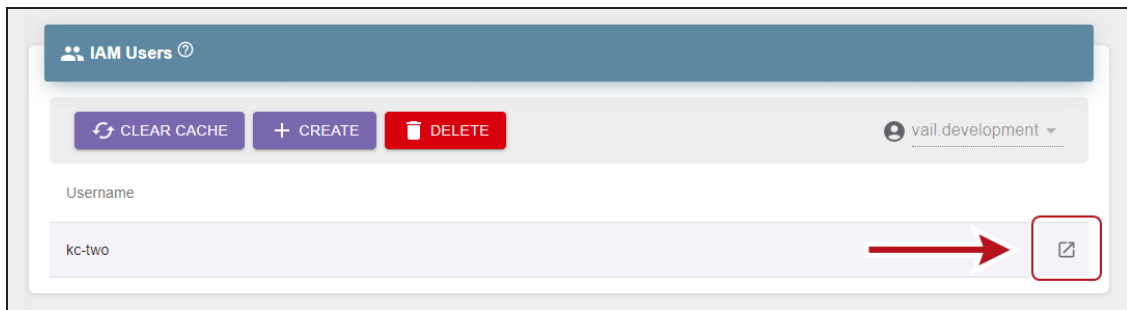 IAM Users
CLEAR CACHE
CREATE
DELETE
vail.development
Username
kc-two